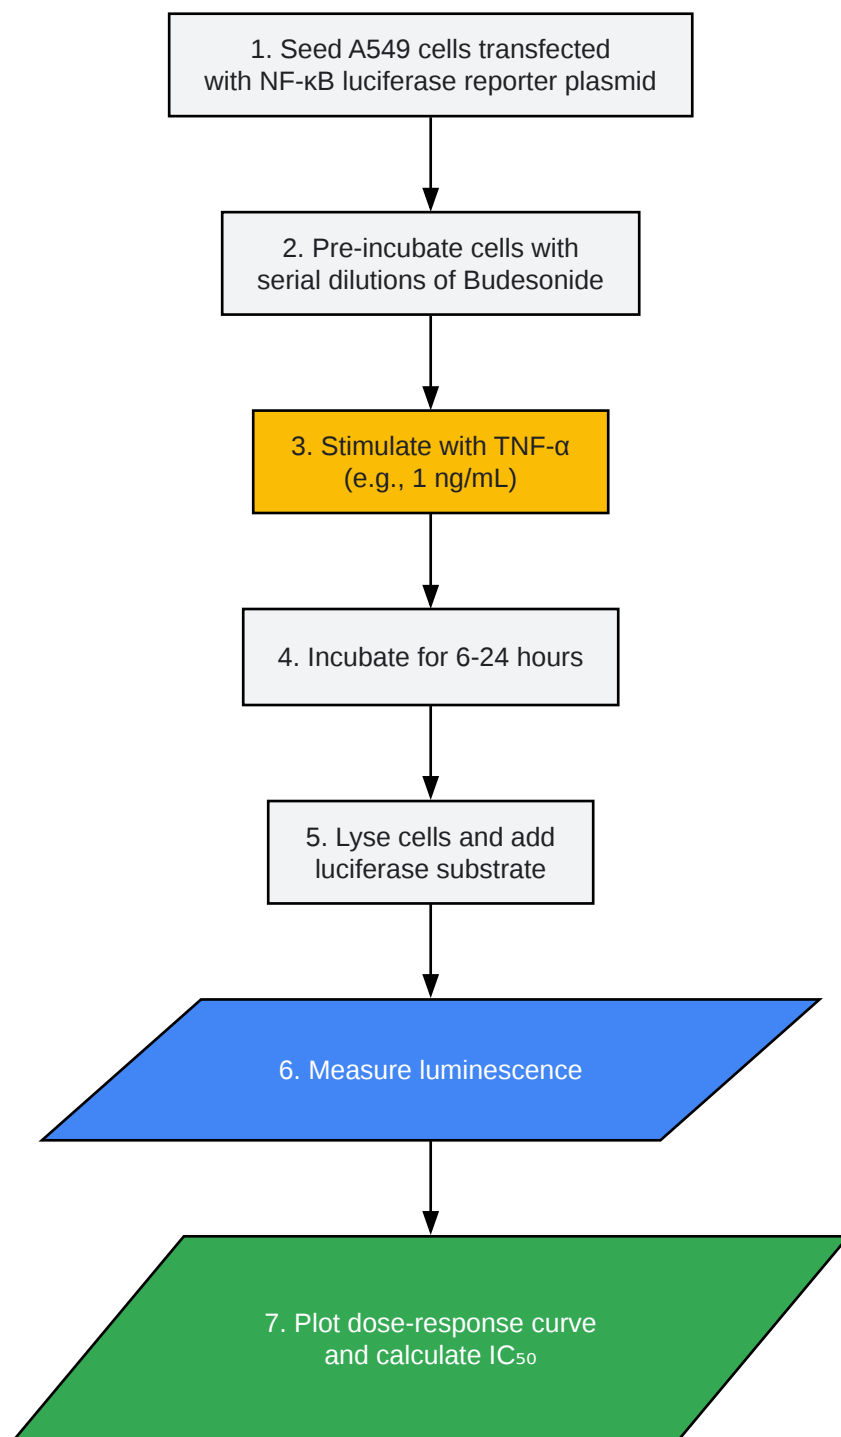 1. Seed A549 cells transfected
with NF-κB luciferase reporter plasmid
2. Pre-incubate cells with
serial dilutions of Budesonide
3. Stimulate with TNF-α
(e.g., 1 ng/mL)
4. Incubate for 6-24 hours
5. Lyse cells and add
luciferase substrate
6. Measure luminescence
7. Plot dose-response curve
and calculate IC₅₀